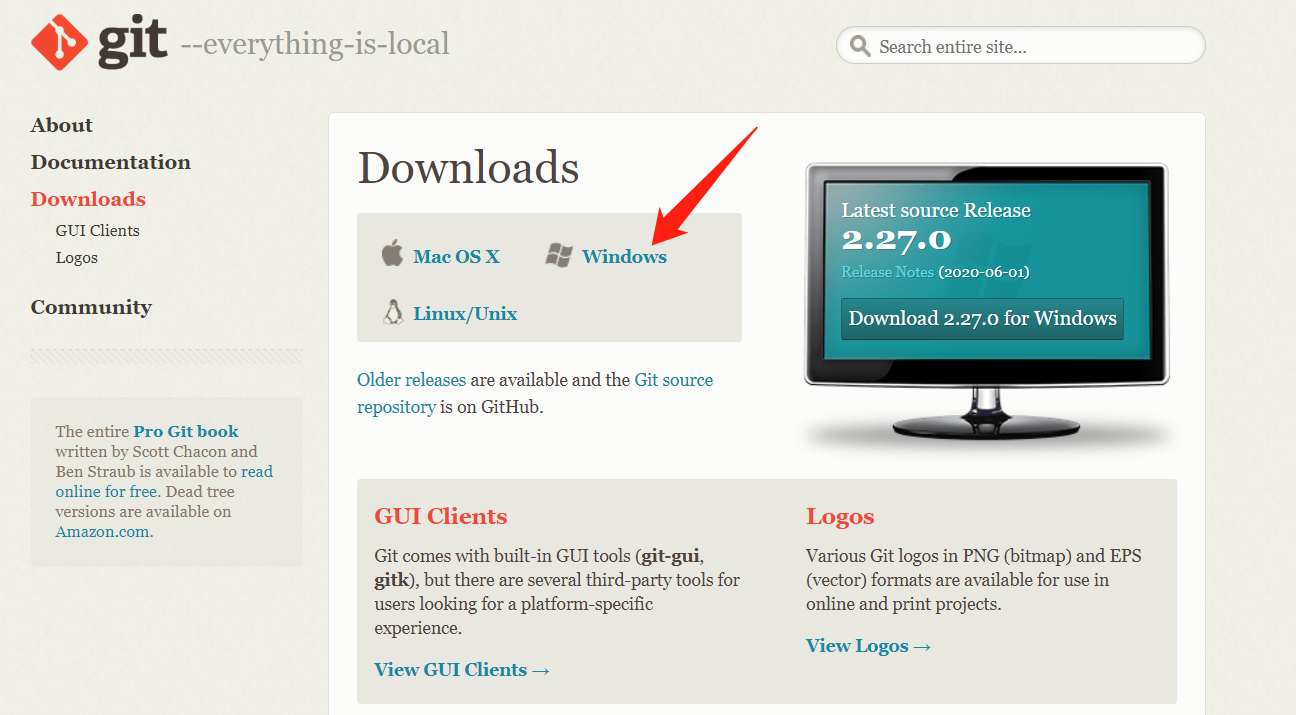 git --everything-is-local
Search entire site...
About
Documentation
Downloads
GUI Clients
Logos
Community
The entire Pro Git book
written by Scott Chacon and
Ben Straub is available to read
online for free. Dead tree
versions are available on
Amazon.com.
Downloads
Mac OS X
Windows
Linux/Unix
Older releases are available and the Git source
repository is on GitHub.
Latest source Release
2.27.0
Release Notes (2020-06-01)
Download 2.27.0 for Windows
GUI Clients
Git comes with built-in GUI tools (git-gui,
gitk), but there are several third-party tools for
users looking for a platform-specific
experience.
View GUI Clients →
Logos
Various Git logos in PNG (bitmap) and EPS
(vector) formats are available for use in
online and print projects.
View Logos →